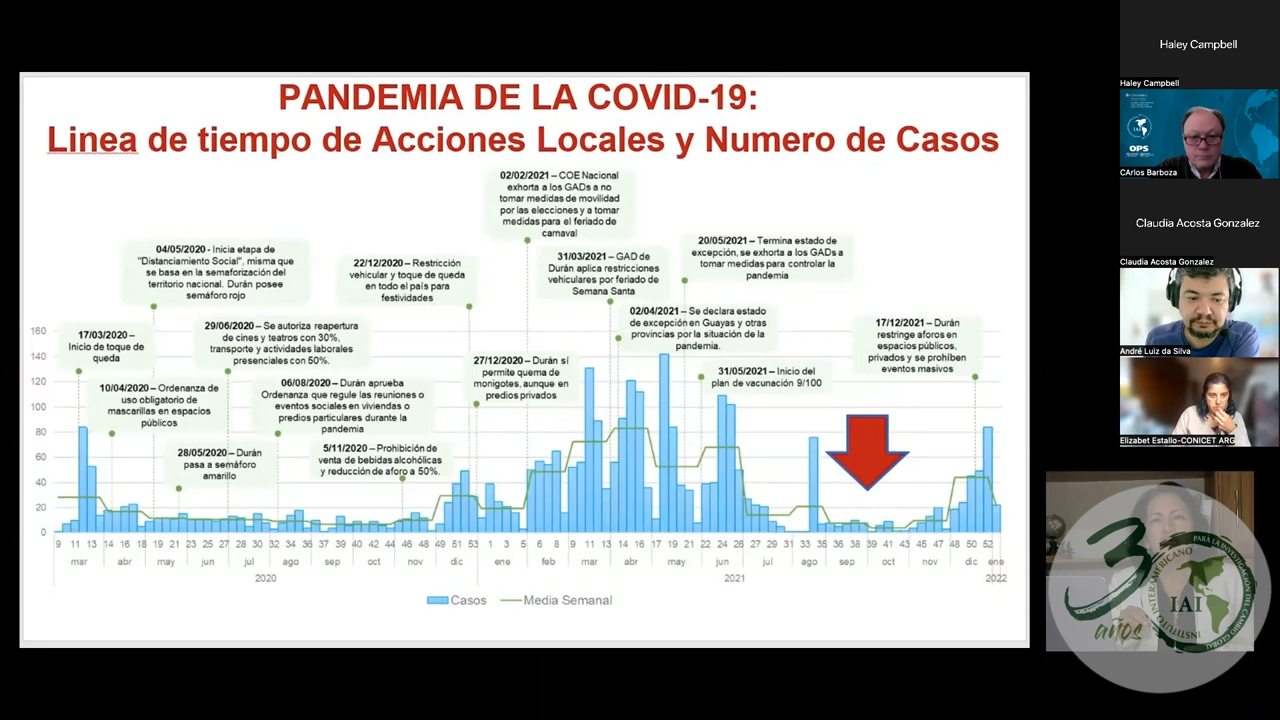 PANDEMIA DE LA COVID-19:
Linea de tiempo de Acciones Locales y Numero de Casos
02/02/2021 – COE Nacional
exhorta a los GADs a no
tomar medidas de movilidad
por las elecciones y a tomar
medidas para el feriado de
carnaval
04/05/2020 - Inicia etapa de
"Distanciamiento Social", misma que
se basa en la semaforización del
territorio nacional. Durán posee
semáforo rojo
22/12/2020 – Restricción
vehicular y toque de queda
en todo el país para
festividades
31/03/2021 – GAD de
Durán aplica restricciones
vehiculares por feriado de
Semana Santa
20/05/2021 – Termina estado de
excepción, se exhorta a los GADs a
tomar medidas para controlar la
pandemia
17/03/2020 –
Inicio de toque de
queda
29/06/2020 – Se autoriza reapertura
de cines y teatros con 30%,
transporte y actividades laborales
presenciales con 50%.
02/04/2021 – Se declara estado
de excepción en Guayas y otras
provincias por la situación de la
pandemia.
17/12/2021 – Durán
restringe aforos en
espacios públicos,
privados y se prohíben
eventos masivos
10/04/2020 – Ordenanza de
uso obligatorio de
mascarillas en espacios
públicos
06/08/2020 – Durán aprueba
Ordenanza que regule las reuniones o
eventos sociales en viviendas o
predios particulares durante la
pandemia
27/12/2020 – Durán sí
permite quema de
monigotes, aunque en
predios privados
31/05/2021 – Inicio del
plan de vacunación 9/100
28/05/2020 – Durán
pasa a semáforo
amarillo
5/11/2020 – Prohibición de
venta de bebidas alcohólicas
y reducción de aforo a 50%.
160
140
120
100
80
60
40
20
0
9 11 13 14 16 18 19 21 23 25 27 28 30 32 34 36 37 39 40 42 44 46 48 49 51 53 1 3 5 6 8 9 11 13 14 16 17 19 20 22 24 26 27 29 31 33 35 36 38 39 41 43 45 47 48 50 52
mar abr may jun jul ago sep oct nov dic ene feb mar abr may jun jul ago sep oct nov dic ene
2020 2021 2022
Casos Media Semanal
Haley Campbell
Haley Campbell
IAI
OPS
CArlos Barboza
Claudia Acosta Gonzalez
Claudia Acosta Gonzalez
André Luiz da Silva
Elizabet Estallo-CONICET ARG
30
años
INSTITUTO INTERAMERICANO
PARA LA INVESTIGACIÓN DEL CAMBIO GLOBAL
IAI